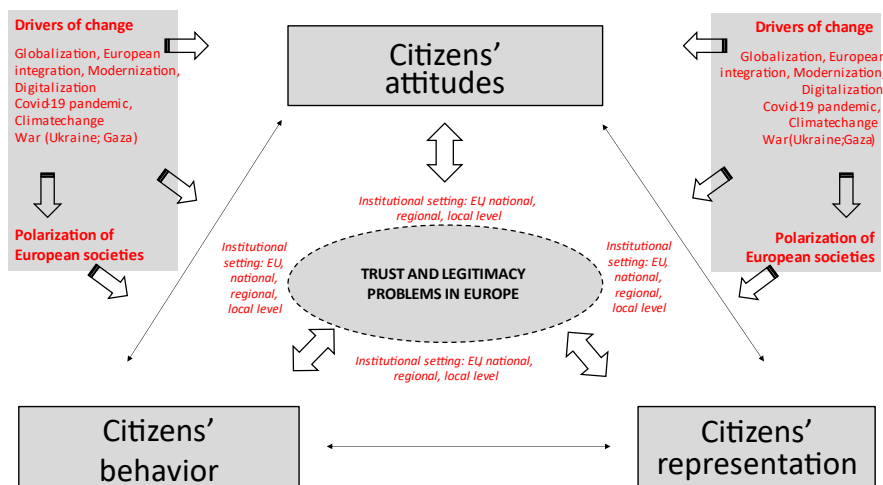 Drivers of change
Globalization, European
integration, Modernization,
Digitalization
Covid-19 pandemic,
Climatechange
War (Ukraine; Gaza)
Polarization of
European societies
Citizens'
attitudes
Drivers of change
Globalization, European
integration, Modernization,
Digitalization
Covid-19 pandemic,
Climatechange
War(Ukraine;Gaza)
Polarization of
European societies
Institutional setting: EU, national,
regional, local level
Institutional
setting: EU,
national,
regional,
local level
TRUST AND LEGITIMACY
PROBLEMS IN EUROPE
Institutional
setting: EU,
national,
regional,
local level
Institutional setting: EU, national,
regional, local level
Citizens'
behavior
Citizens'
representation